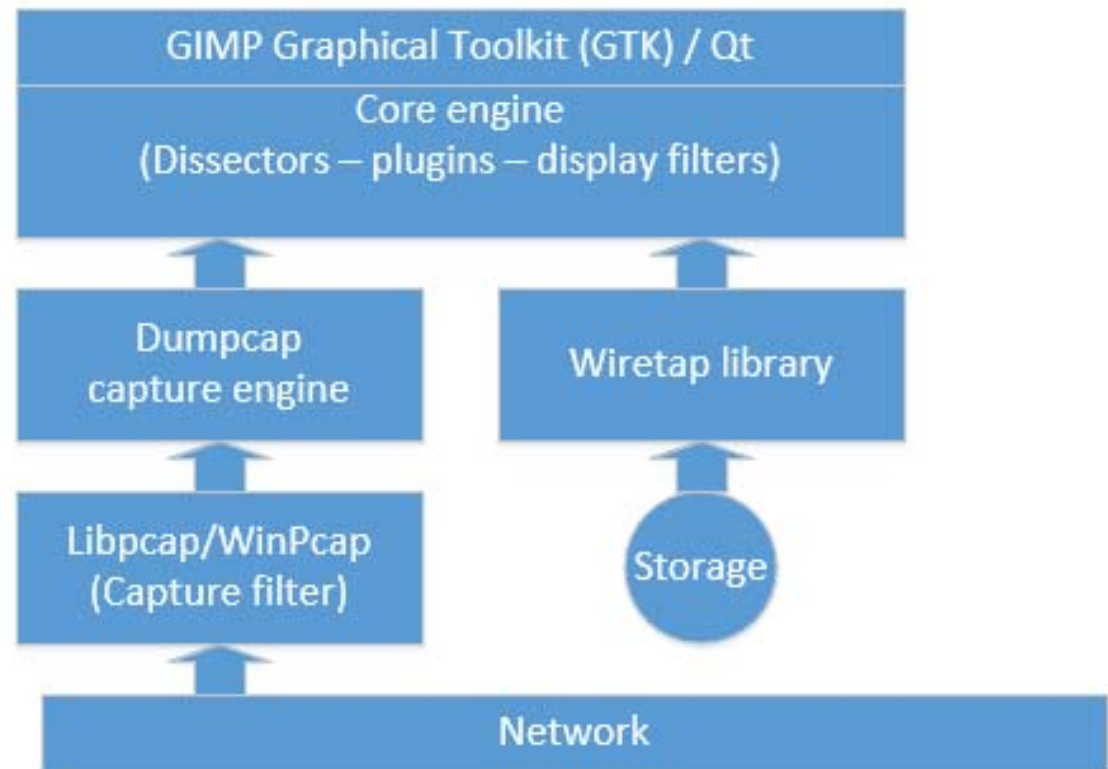 GIMP Graphical Toolkit (GTK) / Qt
Core engine
(Dissectors – plugins – display filters)
Dumpcap
capture engine
Wiretap library
Libpcap/WinPcap
(Capture filter)
Storage
Network